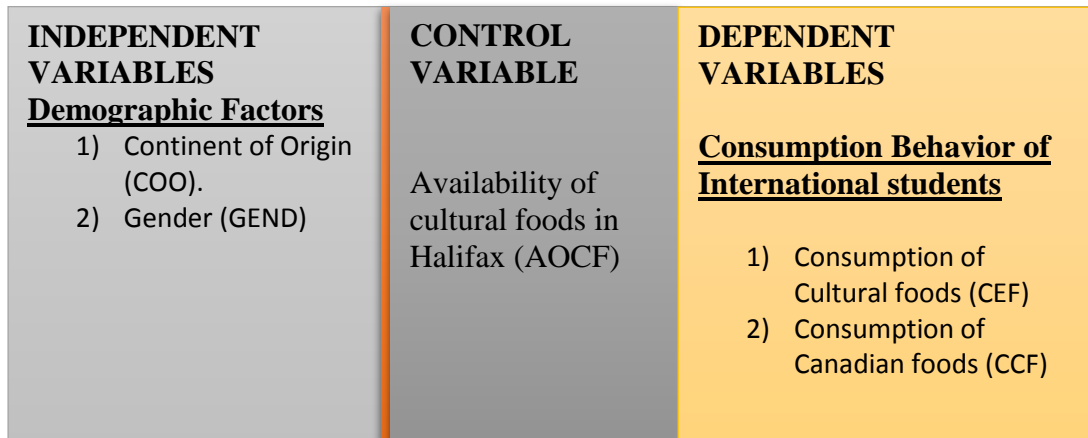 INDEPENDENT
VARIABLES
Demographic Factors
1) Continent of Origin
(COO).
2) Gender (GEND)
CONTROL
VARIABLE
Availability of
cultural foods in
Halifax (AOCF)
DEPENDENT
VARIABLES
Consumption Behavior of
International students
1) Consumption of
Cultural foods (CEF)
2) Consumption of
Canadian foods (CCF)